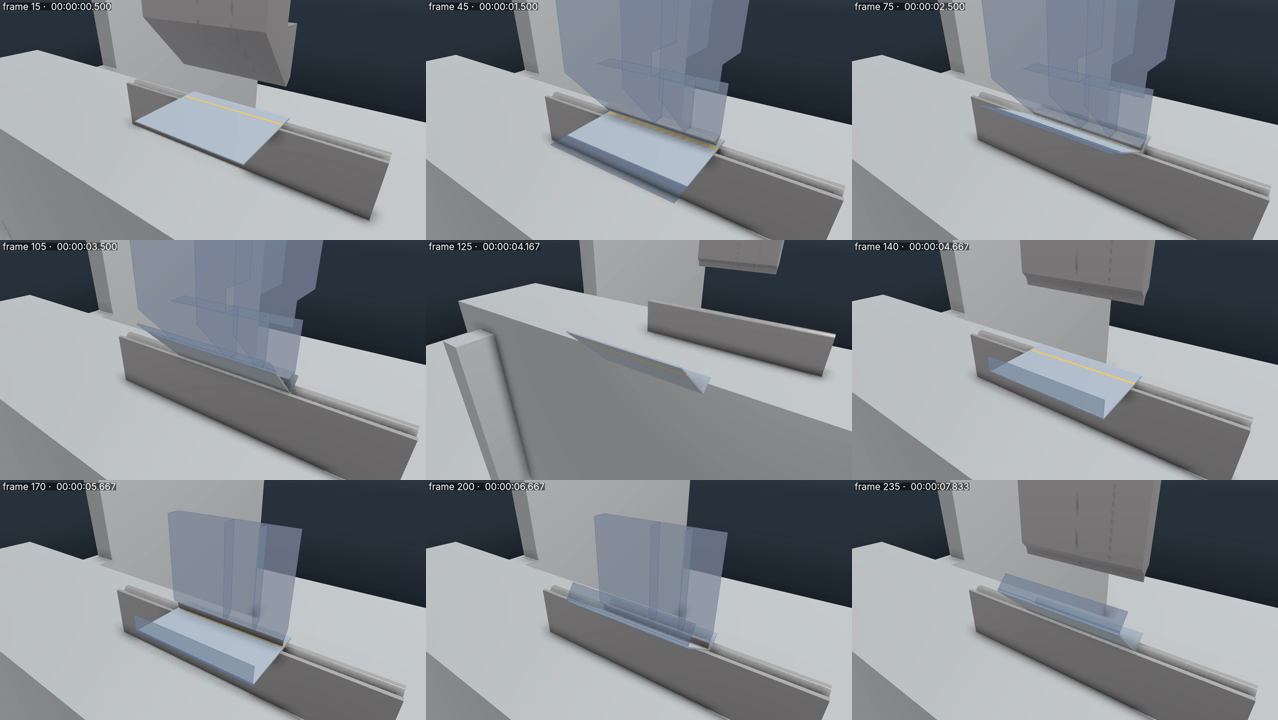 frame 15 · 00:00:00.500
frame 45 · 00:00:01.500
frame 75 · 00:00:02.500
frame 105 · 00:00:03.500
frame 125 · 00:00:04.167
frame 140 · 00:00:04.667
frame 170 · 00:00:05.667
frame 200 · 00:00:06.667
frame 235 · 00:00:07.833